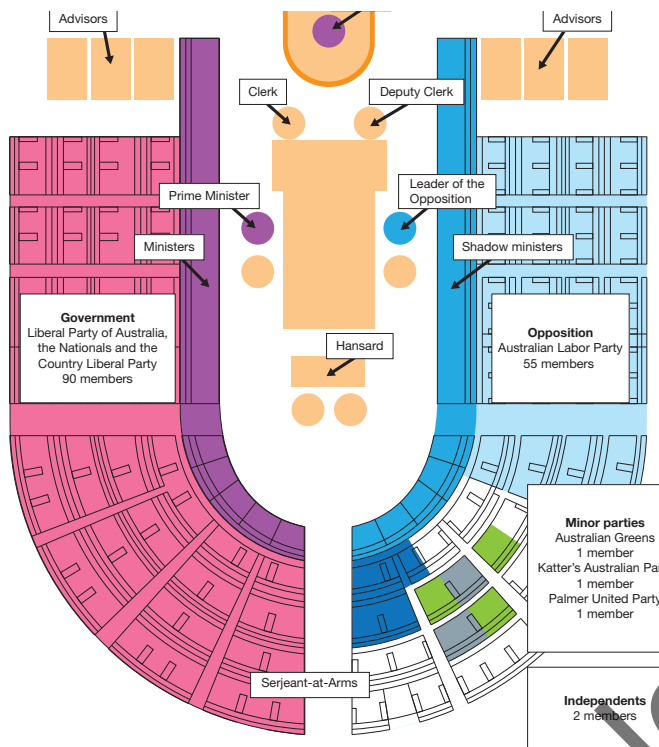 Advisors
Advisors
Clerk
Deputy Clerk
Prime Minister
Leader of the
Opposition
Ministers
Shadow ministers
Government
Liberal Party of Australia,
the Nationals and the
Country Liberal Party
90 members
Opposition
Australian Labor Party
55 members
Hansard
Minor parties
Australian Greens
1 member
Katter's Australian Pa
1 member
Palmer United Party
1 member
Serjeant-at-Arms
Independents
2 members